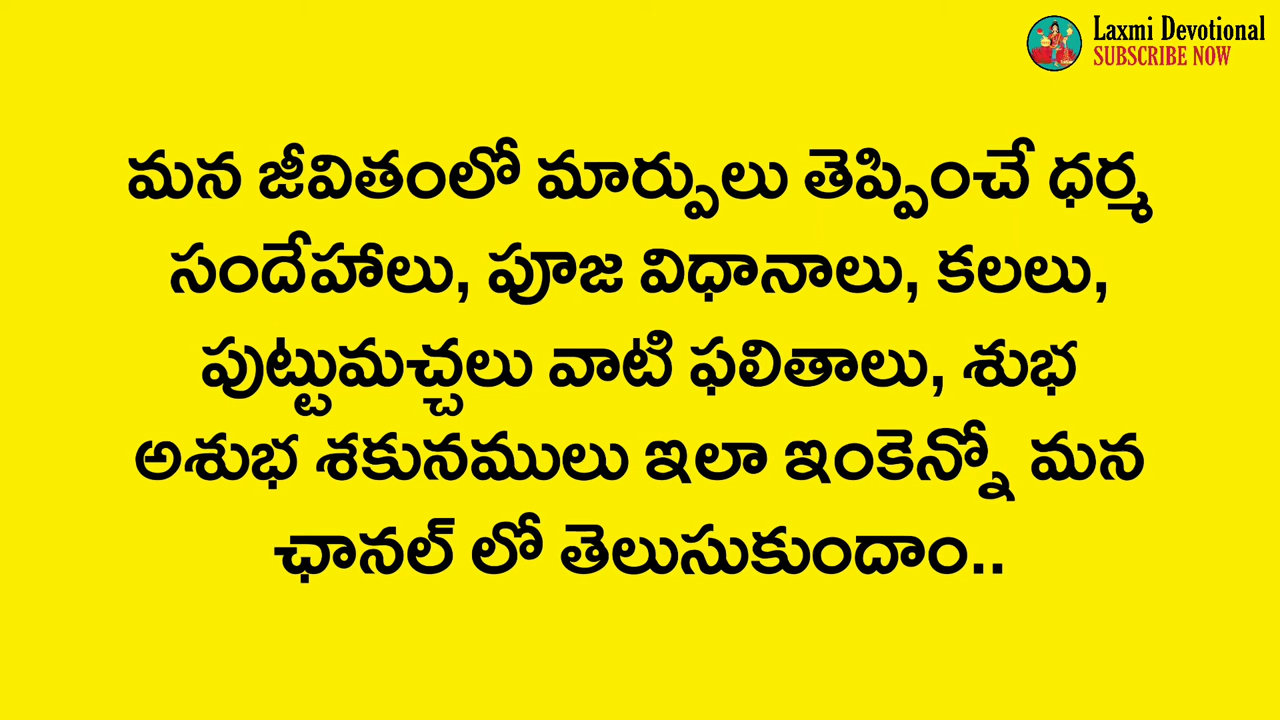 Laxmi Devotional
SUBSCRIBE NOW
మన జీవితంలో మార్పులు తెప్పించే ధర్మ
సందేహాలు, పూజ విధానాలు, కలలు,
పుట్టుమచ్చలు వాటి ఫలితాలు, శుభ
అశుభ శకునములు ఇలా ఇంకెన్నో మన
ఛానల్ లో తెలుసుకుందాం..